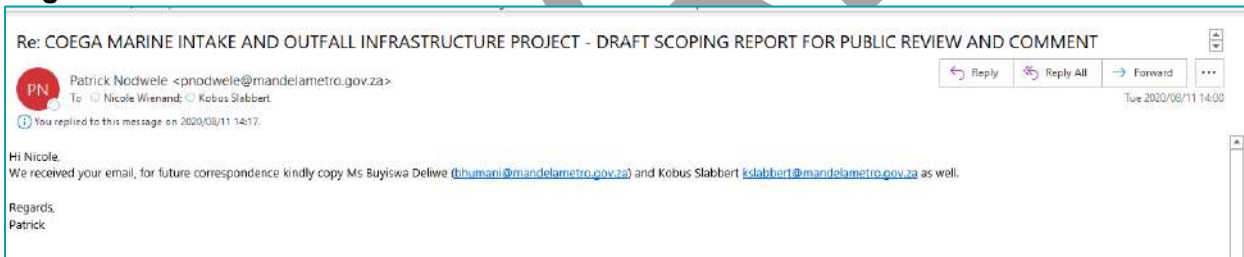 Re: COEGA MARINE INTAKE AND OUTFALL INFRASTRUCTURE PROJECT - DRAFT SCOPING REPORT FOR PUBLIC REVIEW AND COMMENT
PN
Patrick Nodwele <pnodwele@mandelametro.gov.za>
To Nicole Wienand; Kobus Slabbert
Reply Reply All Forward ...
Tue 2020/08/11 14:00
You replied to this message on 2020/08/11 14:17.
Hi Nicole,
We received your email, for future correspondence kindly copy Ms Buyiswa Deliwe (bhumani@mandelametro.gov.za) and Kobus Slabbert kslabbert@mandelametro.gov.za as well.
Regards,
Patrick